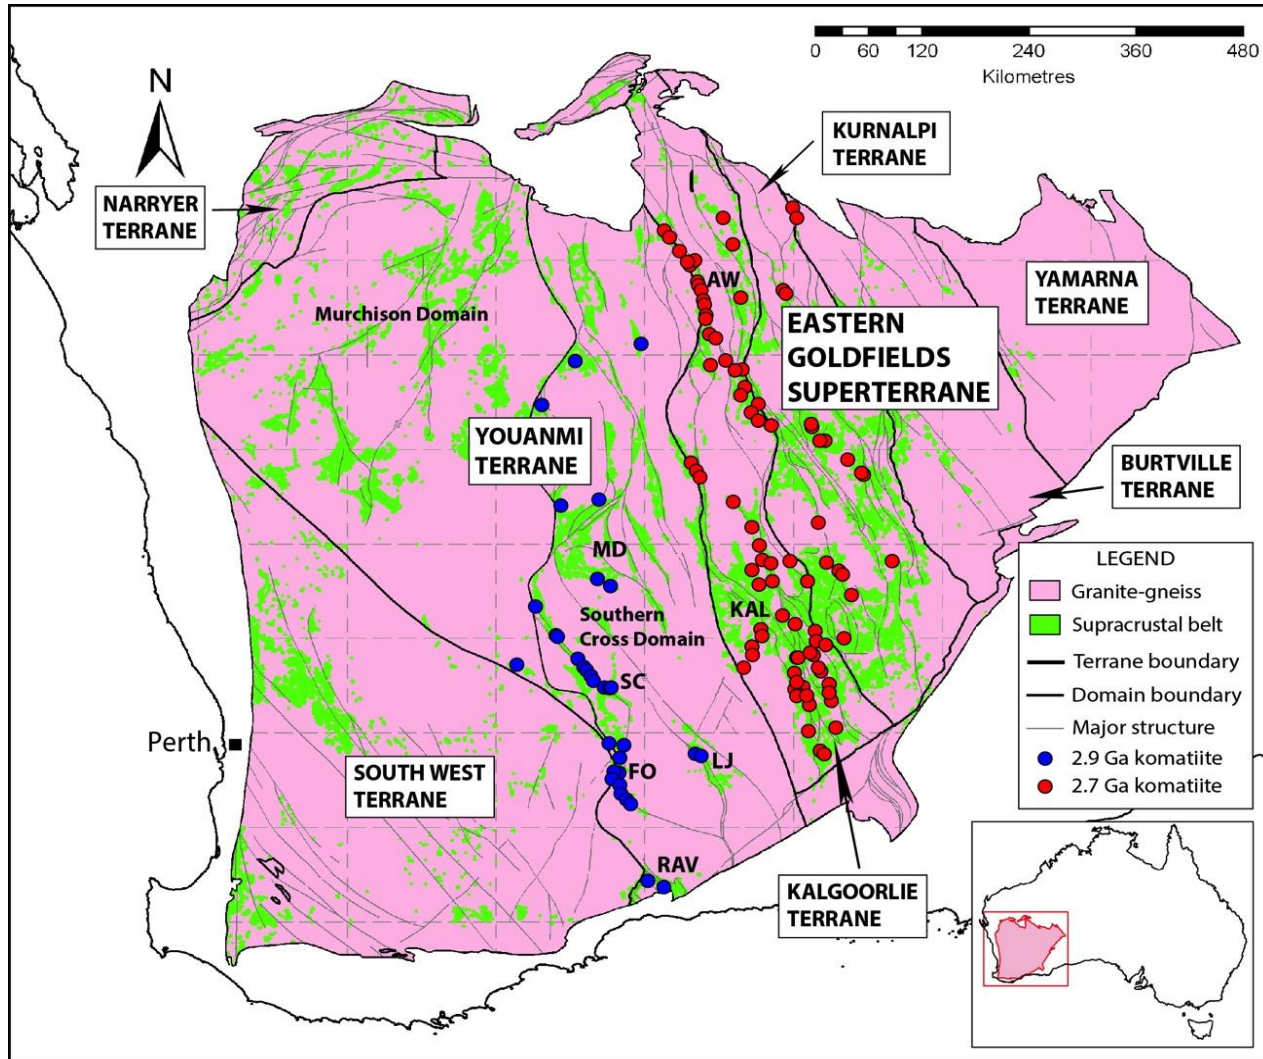 0 60 120 240 360 480
Kilometres
N
KURNALPI
TERRANE
NARRYER
TERRANE
AW
YAMARNA
TERRANE
Murchison Domain
EASTERN
GOLDFIELDS
SUPERTERRANE
YOUANMI
TERRANE
BURTVILLE
TERRANE
MD
KAL
Southern
Cross Domain
SC
LEGEND
Granite-gneiss
Supracrustal belt
Terrane boundary
Domain boundary
Major structure
2.9 Ga komatiite
2.7 Ga komatiite
Perth
SOUTH WEST
TERRANE
FO
LJ
RAV
KALGOORLIE
TERRANE